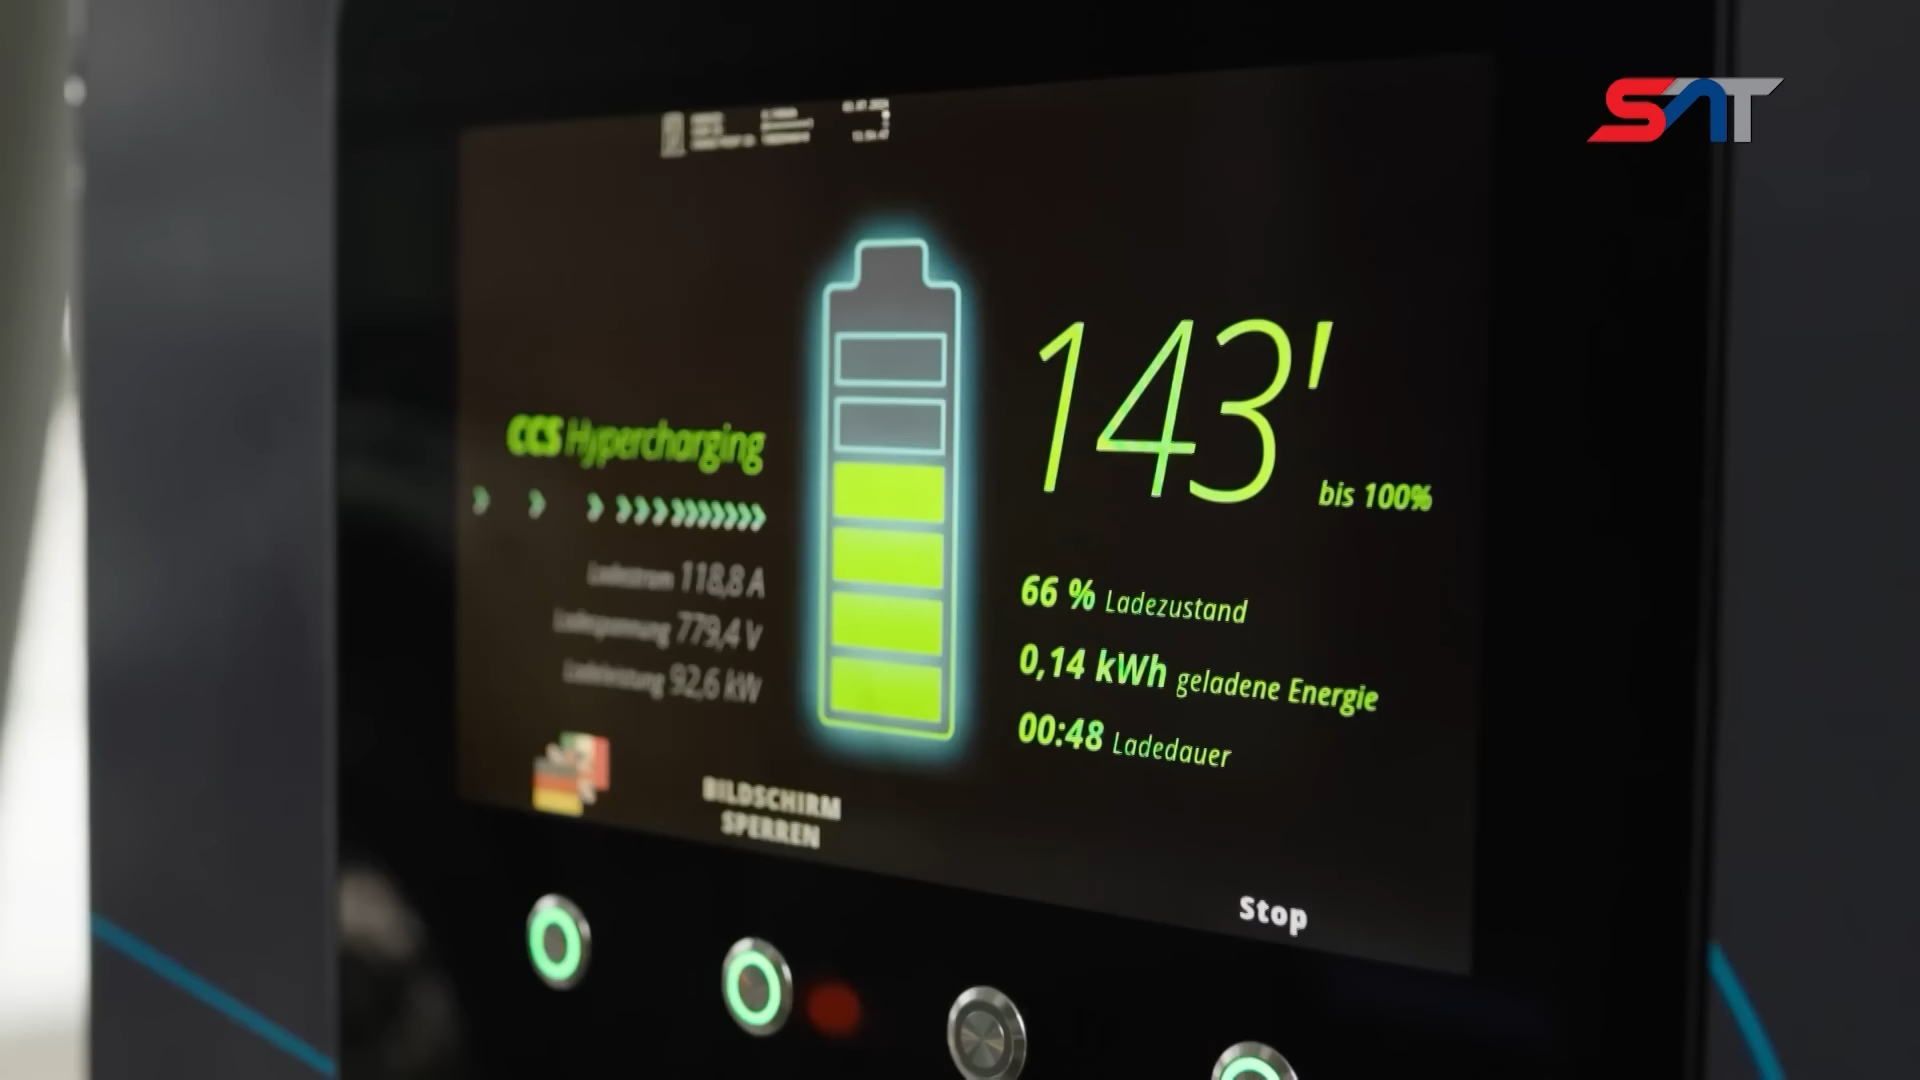 SAT
CCS Hypercharging
Ladestrom 118,8 A
Ladespannung 779,4 V
Ladeleistung 92,6 kW
143'
bis 100%
66 % Ladezustand
0,14 kWh geladene Energie
00:48 Ladedauer
BILDSCHIRM
SPERREN
Stop